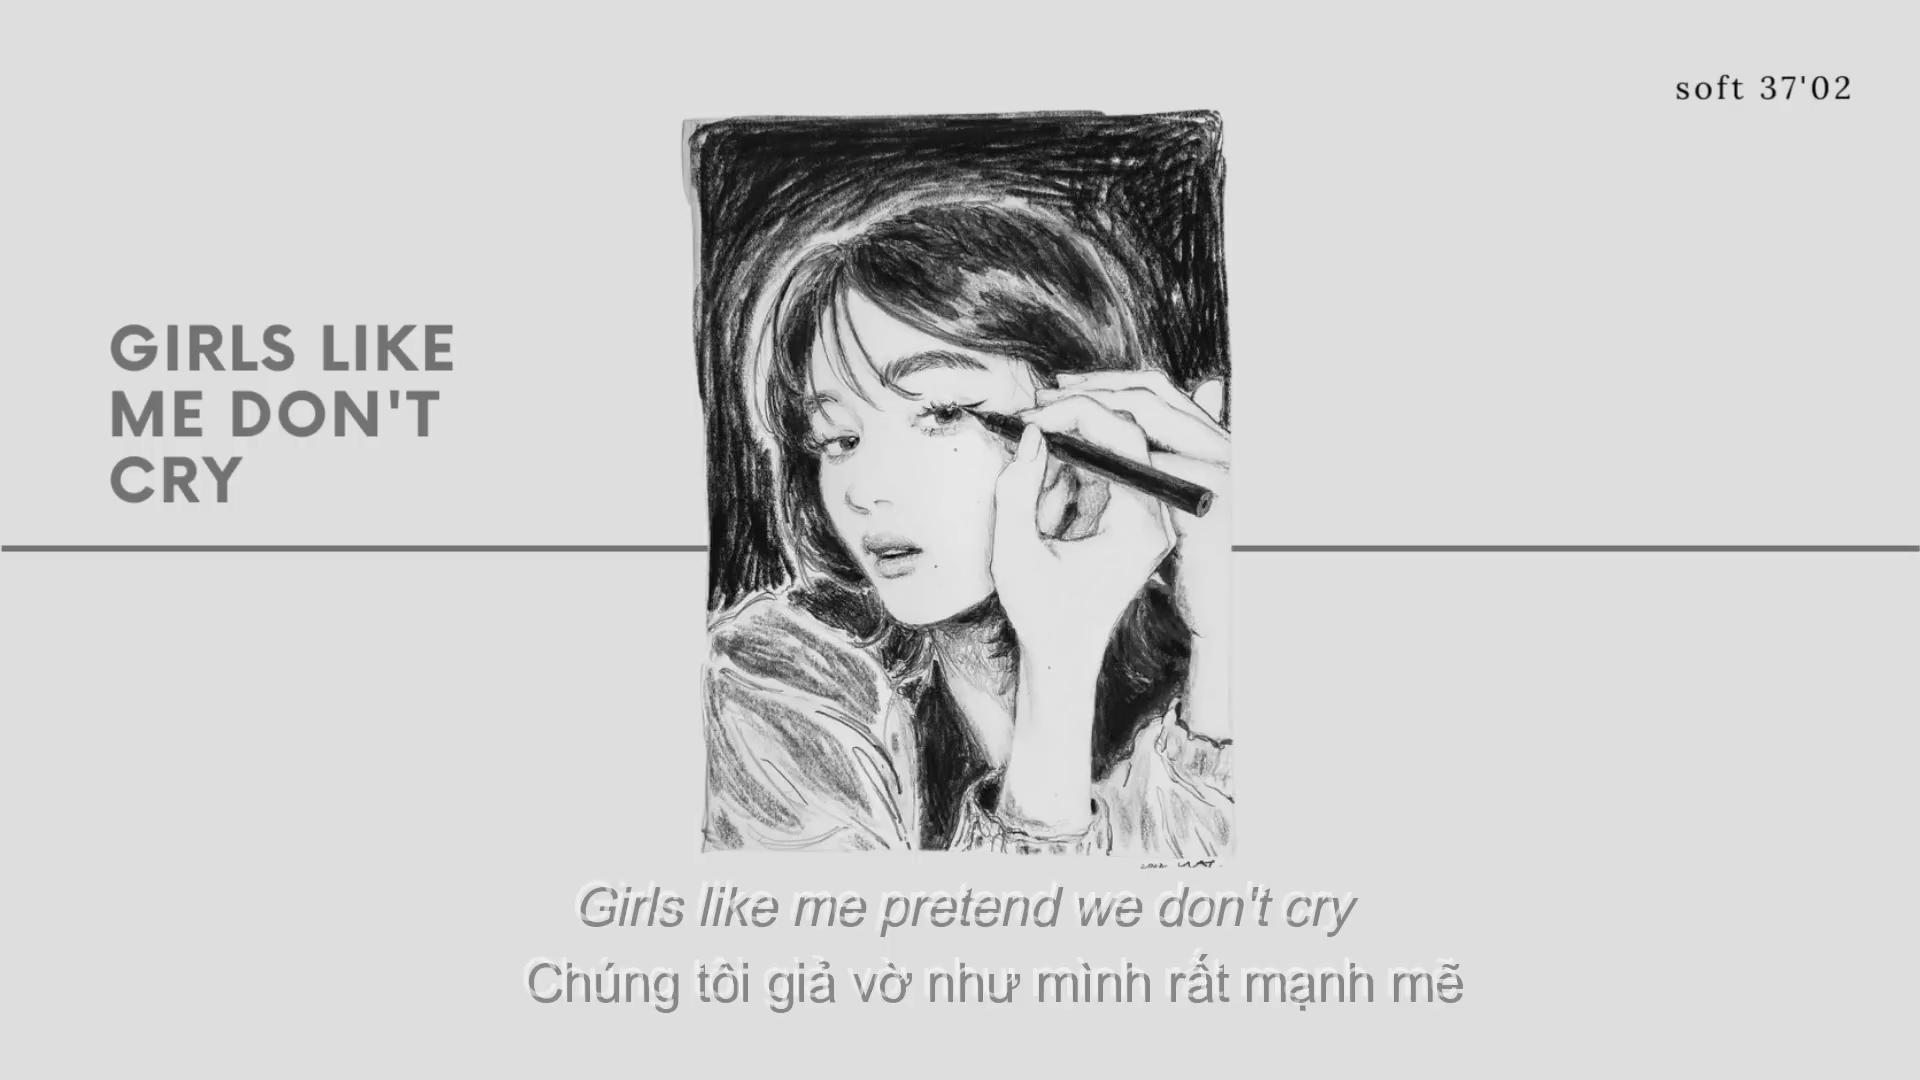 soft 37'02
GIRLS LIKE
ME DON'T
CRY
Girls like me pretend we don't cry
Chúng tôi giả vờ như mình rất mạnh mẽ